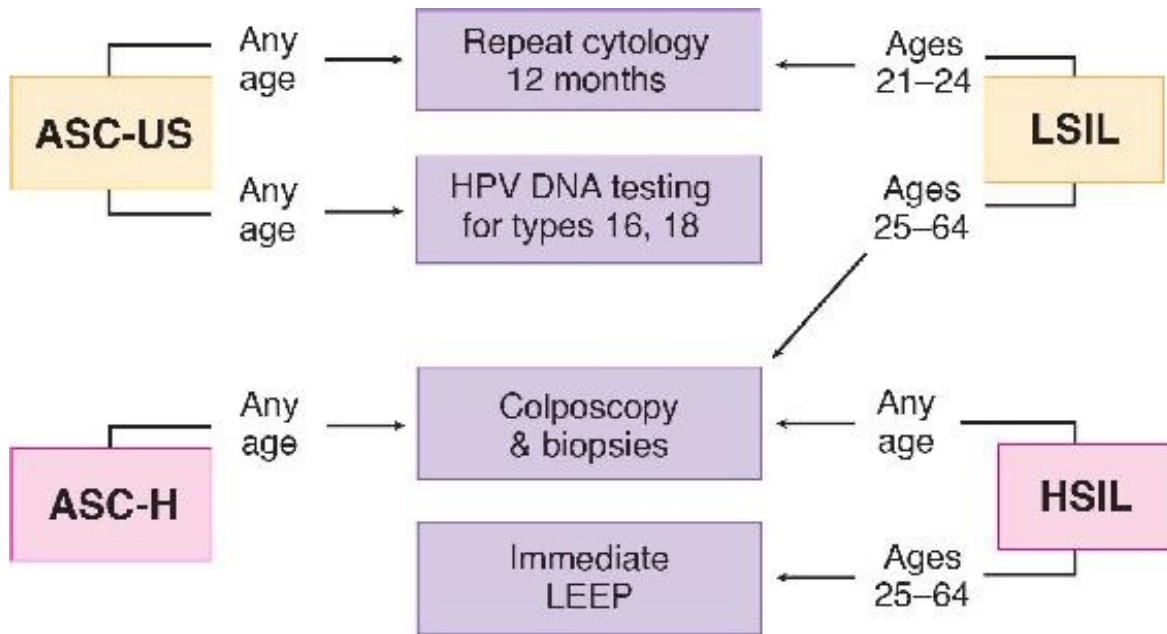 Any
age
Repeat cytology
12 months
Ages
21–24
ASC-US
LSIL
Any
age
HPV DNA testing
for types 16, 18
Ages
25–64
Any
age
Colposcopy
& biopsies
Any
age
ASC-H
HSIL
Immediate
LEEP
Ages
25–64